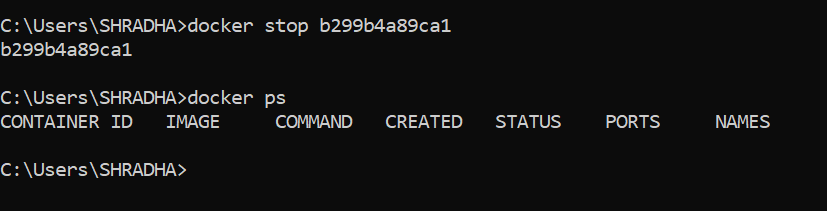 C:\Users\SHRADHA>docker stop b299b4a89ca1
b299b4a89ca1
C:\Users\SHRADHA>docker ps
CONTAINER ID   IMAGE     COMMAND   CREATED   STATUS    PORTS     NAMES
C:\Users\SHRADHA>